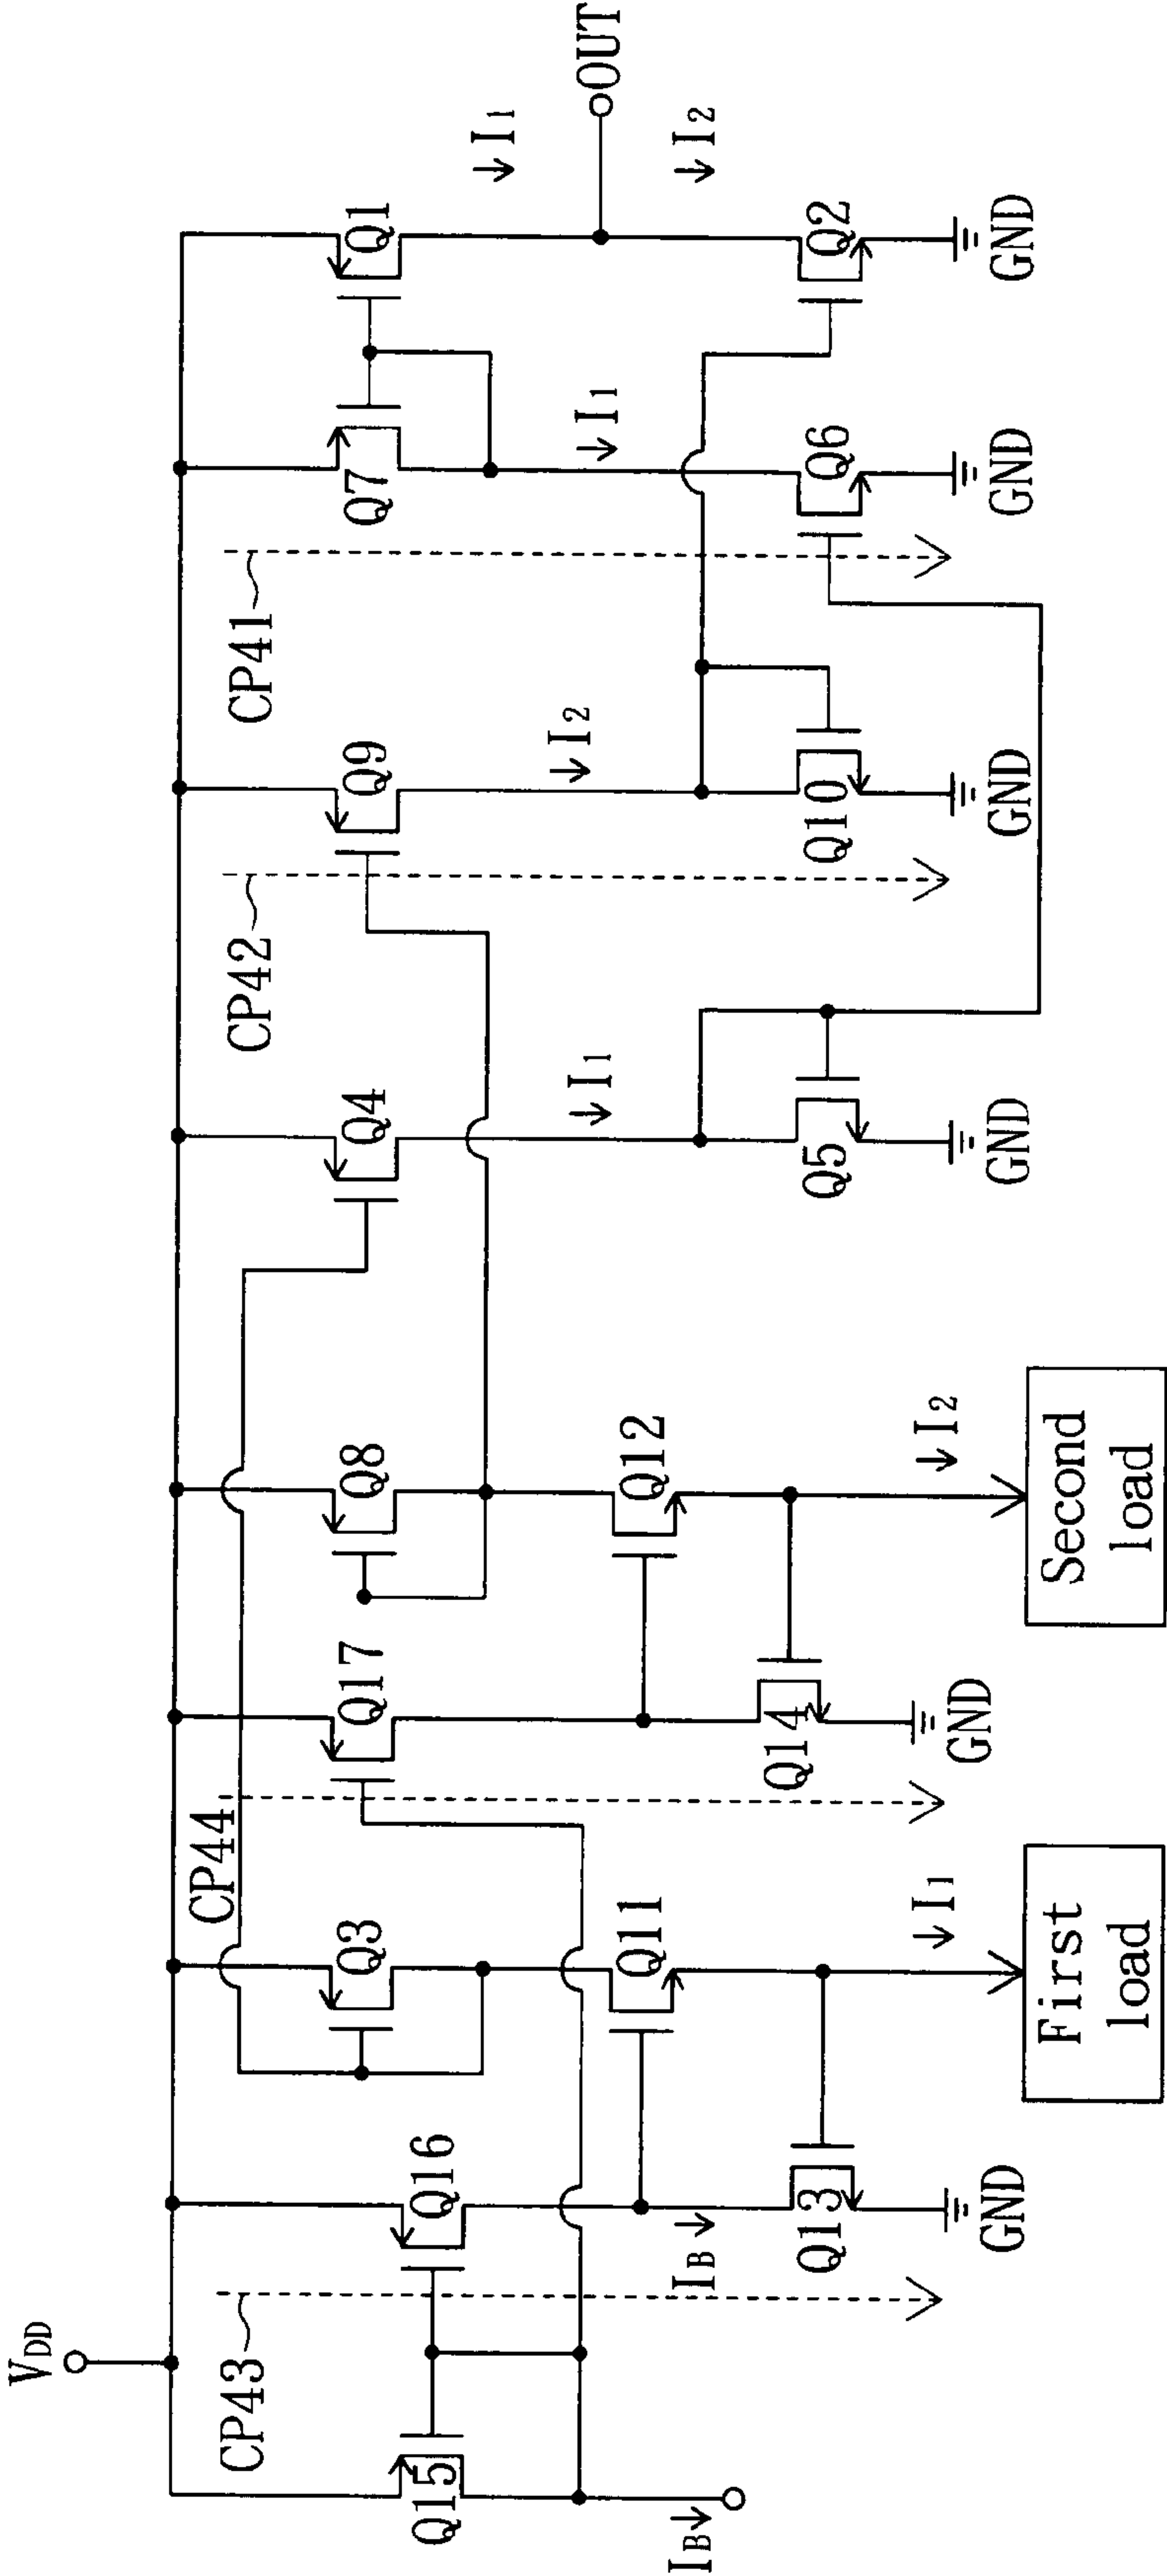 VDD
CP43
CP44
CP42
CP41
Q15
Q16
Q3
Q17
Q8
Q4
Q9
Q7
Q1
IB
IB
Q13
Q11
Q14
Q12
I1
I2
I1
I1
I2
OUT
Q5
Q10
Q6
Q2
I1
I2
GND
GND
GND
GND
GND
GND
First
load
Second
load